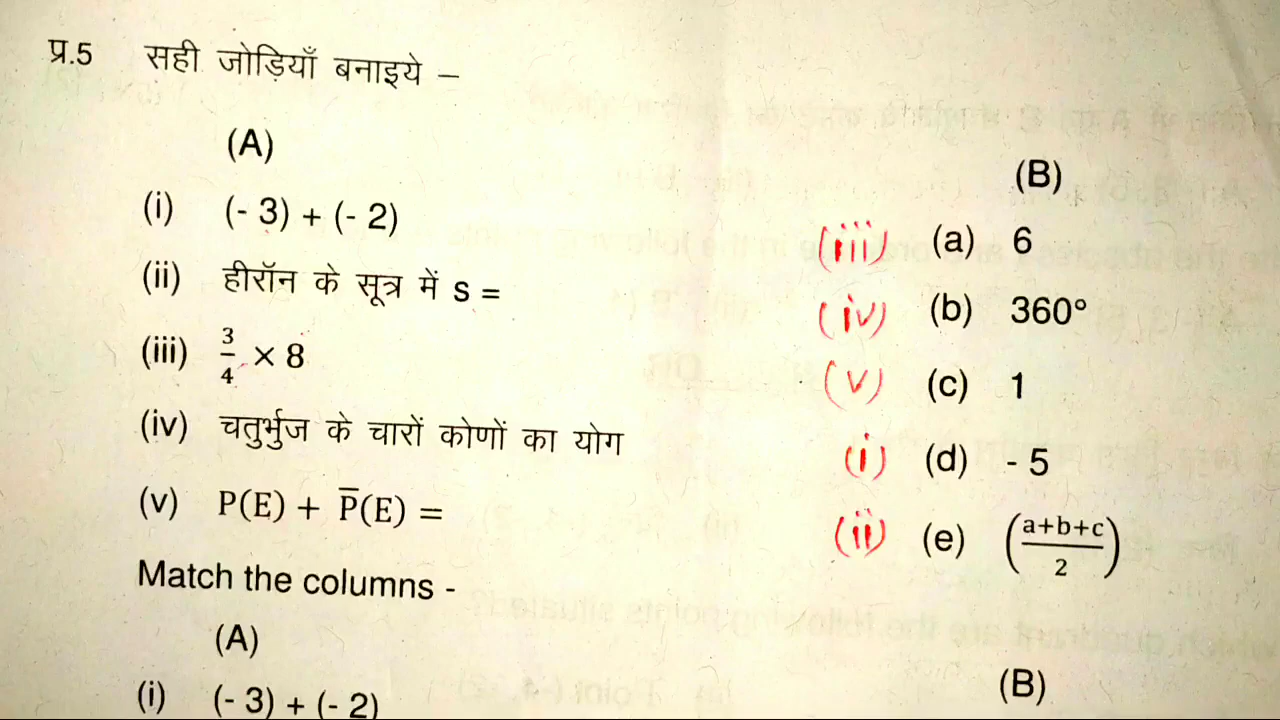 प्र.5 सही जोड़ियाँ बनाइये –
(A)
(B)
(i) (- 3) + (- 2)
(iii) (a) 6
(ii) हीरॉन के सूत्र में s =
(iv) (b) 360°
(iii) 3/4 × 8
(v) (c) 1
(iv) चतुर्भुज के चारों कोणों का योग
(i) (d) - 5
(v) P(E) + P̅(E) =
(ii) (e) ((a+b+c)/2)
Match the columns -
(A)
(B)
(i) (- 3) + (- 2)